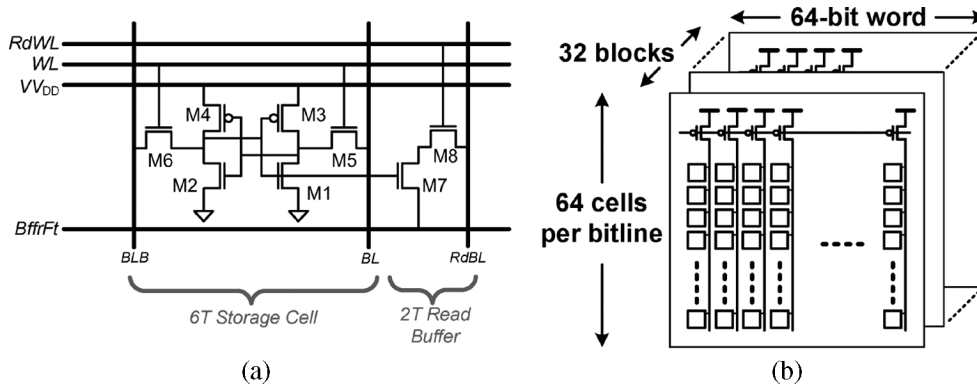 RdWL
WL
VVDD
M4
M3
M6
M5
M8
M2
M1
M7
BffrFt
BLB
BL
RdBL
6T Storage Cell
2T Read
Buffer
(a)
64-bit word
32 blocks
64 cells
per bitline
(b)